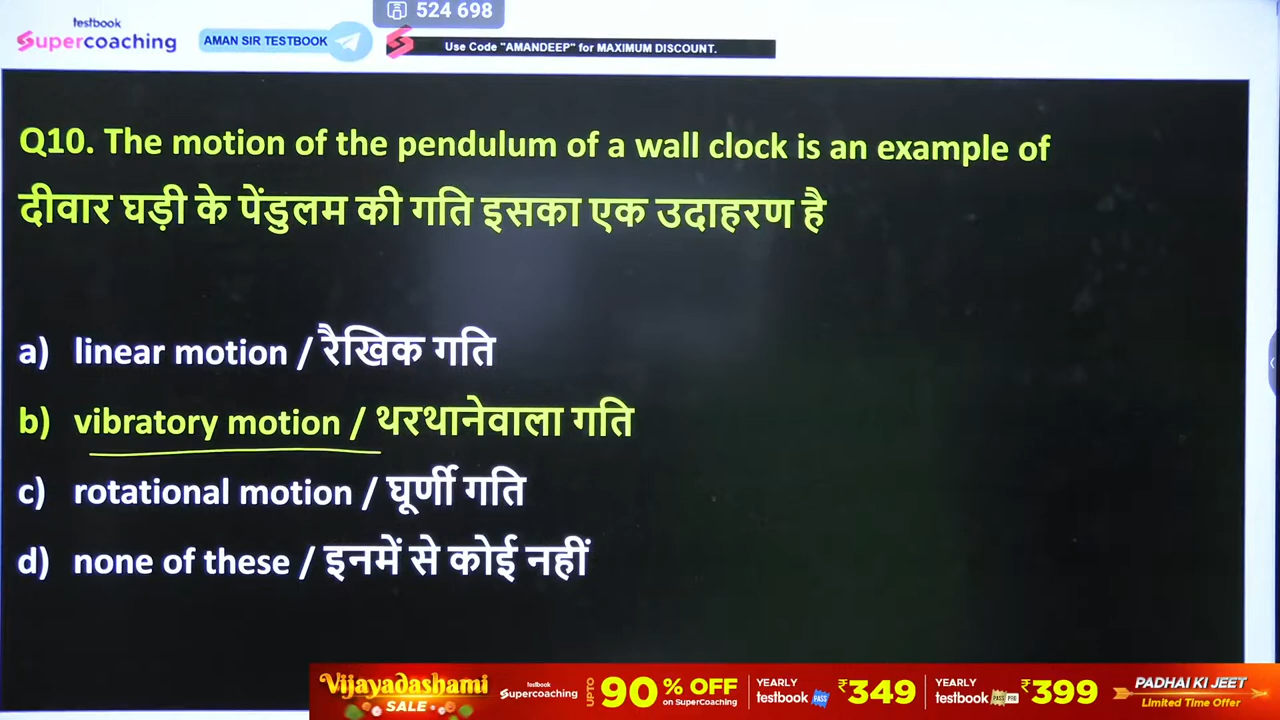 524 698
testbook
Supercoaching
AMAN SIR TESTBOOK
Use Code "AMANDEEP" for MAXIMUM DISCOUNT.
Q10. The motion of the pendulum of a wall clock is an example of
दीवार घड़ी के पेंडुलम की गति इसका एक उदाहरण है
a) linear motion / रैखिक गति
b) vibratory motion / थरथानेवाला गति
c) rotational motion / घूर्णी गति
d) none of these / इनमें से कोई नहीं
Vijayadashami
SALE
testbook
Supercoaching
UPTO
90% OFF
on SuperCoaching
YEARLY
testbook PASS
₹349
YEARLY
testbook PASS PRO
₹399
PADHAI KI JEET
Limited Time Offer